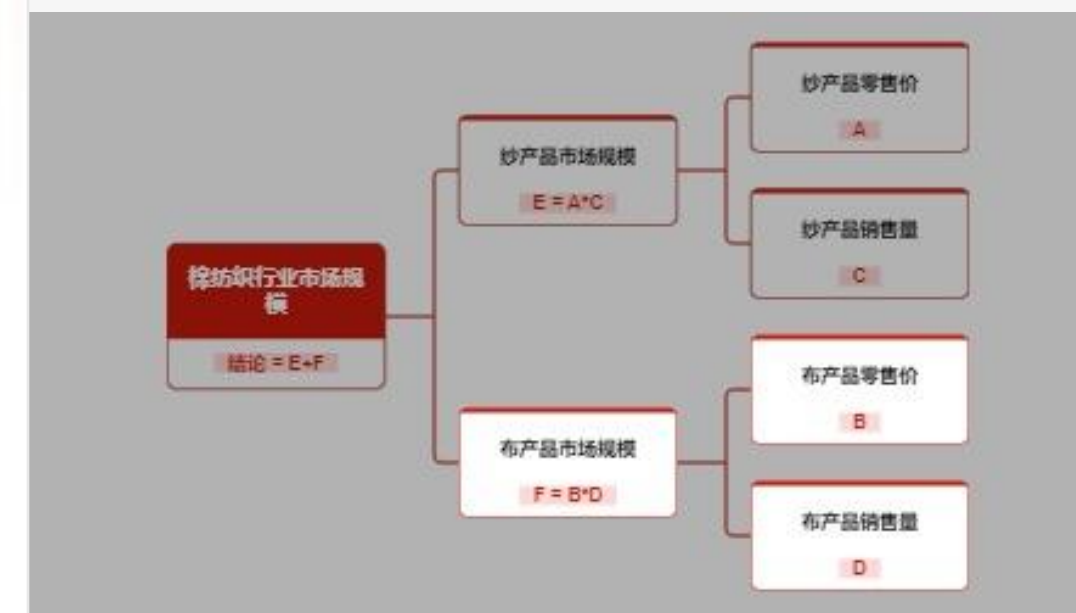 纱产品零售价
A
纱产品市场规模
E = A*C
纱产品销售量
C
棉纺织行业市场规
模
结论 = E+F
布产品零售价
B
布产品市场规模
F = B*D
布产品销售量
D